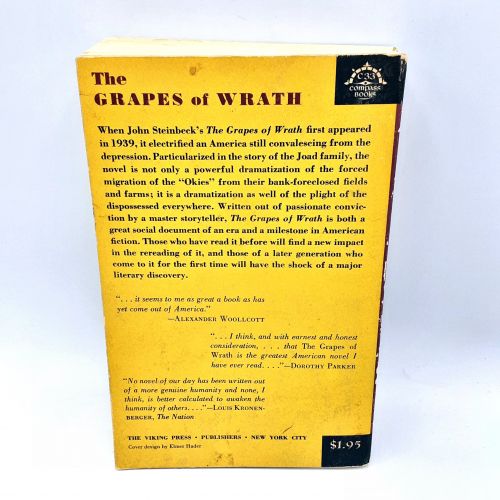 The
GRAPES of WRATH
C33
COMPASS
BOOKS
When John Steinbeck's The Grapes of Wrath first appeared
in 1939, it electrified an America still convalescing from the
depression. Particularized in the story of the Joad family, the
novel is not only a powerful dramatization of the forced
migration of the "Okies" from their bank-foreclosed fields
and farms; it is a dramatization as well of the plight of the
dispossessed everywhere. Written out of passionate convic-
tion by a master storyteller, The Grapes of Wrath is both a
great social document of an era and a milestone in American
fiction. Those who have read it before will find a new impact
in the rereading of it, and those of a later generation who
come to it for the first time will have the shock of a major
literary discovery.
". . . it seems to me as great a book as has
yet come out of America."
—ALEXANDER WOOLLCOTT
". . . I think, and with earnest and honest
consideration, . . . that The Grapes of
Wrath is the greatest American novel I
have ever read. . . ."—DOROTHY PARKER
"No novel of our day has been written out
of a more genuine humanity and none, I
think, is better calculated to awaken the
humanity of others. . . ."—LOUIS KRONEN-
BERGER, The Nation
THE VIKING PRESS · PUBLISHERS · NEW YORK CITY
Cover design by Elmer Hader
$1.95